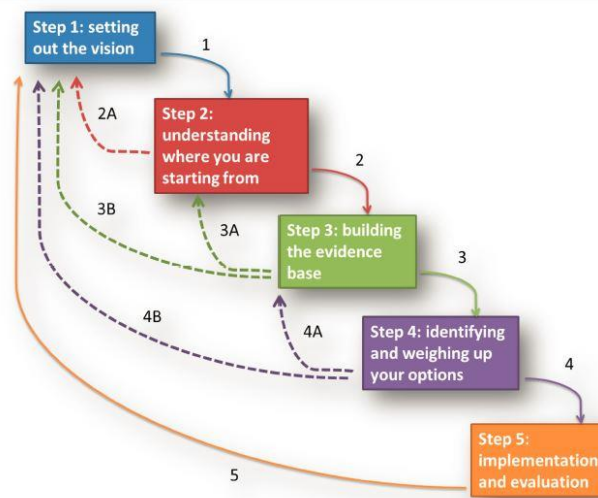 Step 1: setting
out the vision
1
2A
Step 2:
understanding
where you are
starting from
2
3B
3A
Step 3: building
the evidence
base
3
4B
4A
Step 4: identifying
and weighing up
your options
4
Step 5:
implementation
and evaluation
5